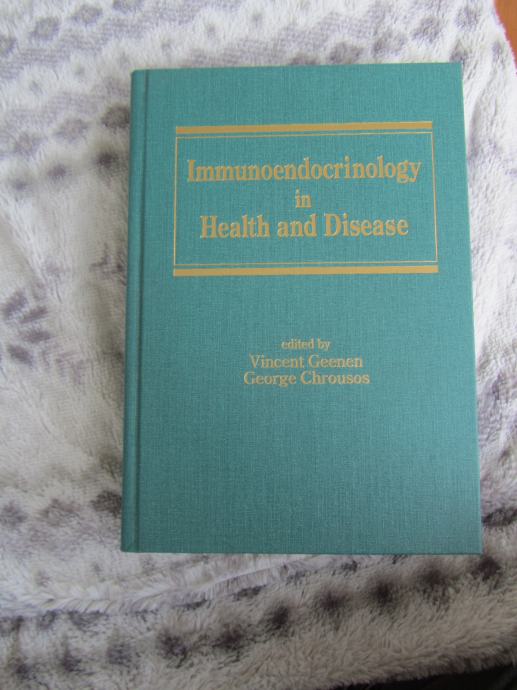 Immunoendocrinology
in
Health and Disease
edited by
Vincent Geenen
George Chrousos